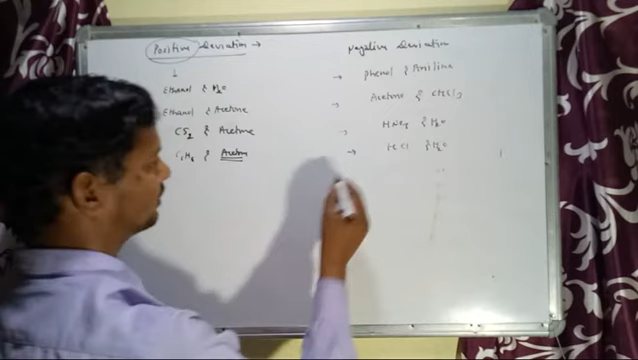 Positive Deviation →
↓
Ethanol & H2O
Ethanol & Acetone
CS2 & Acetone
C6H6 & Acetone
Negative Deviation
→ Phenol & Aniline
→ Acetone & CHCl3
→ HNO3 & H2O
→ HCl & H2O